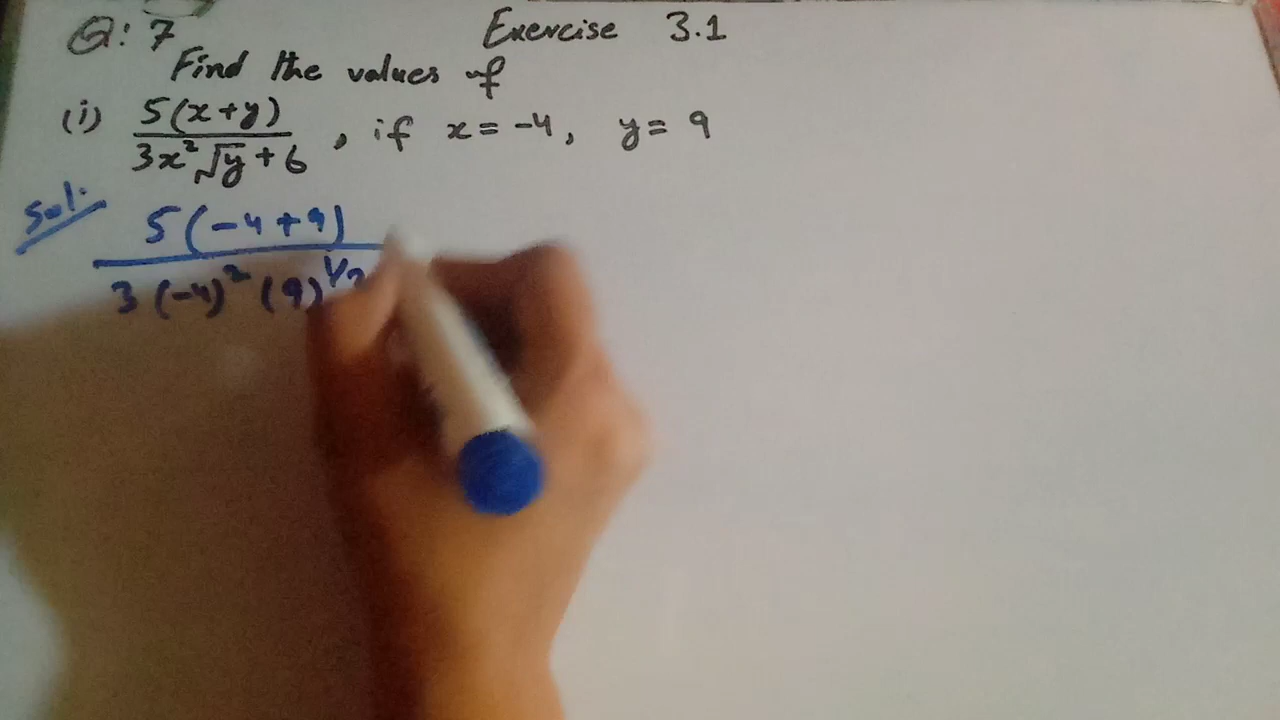 Q: 7 Exercise 3.1
Find the values of
(i) 5(x+y) / 3x²√y + 6 , if x = -4, y = 9
Sol: 5(-4+9) / 3(-4)² (9)^1/2